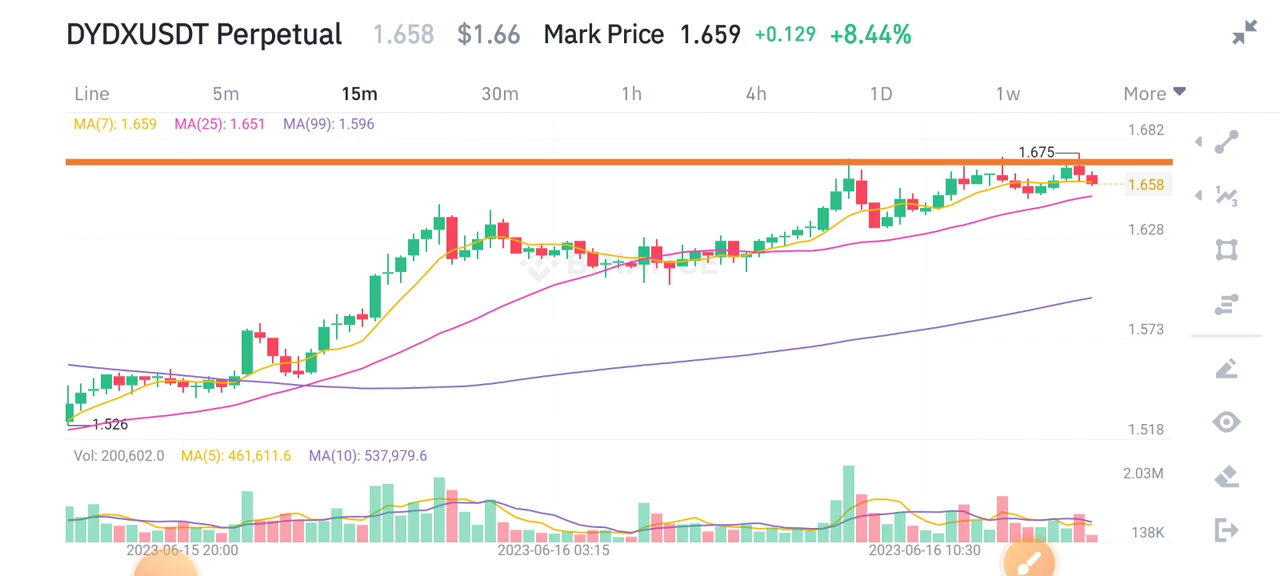 DYDXUSDT Perpetual 1.658 $1.66 Mark Price 1.659 +0.129 +8.44%
Line 5m 15m 30m 1h 4h 1D 1w More
MA(7): 1.659 MA(25): 1.651 MA(99): 1.596
1.682
1.675
1.658
1.628
BINANCE
1.573
1.526
1.518
Vol: 200,602.0 MA(5): 461,611.6 MA(10): 537,979.6
2.03M
138K
2023-06-15 20:00 2023-06-16 03:15 2023-06-16 10:30